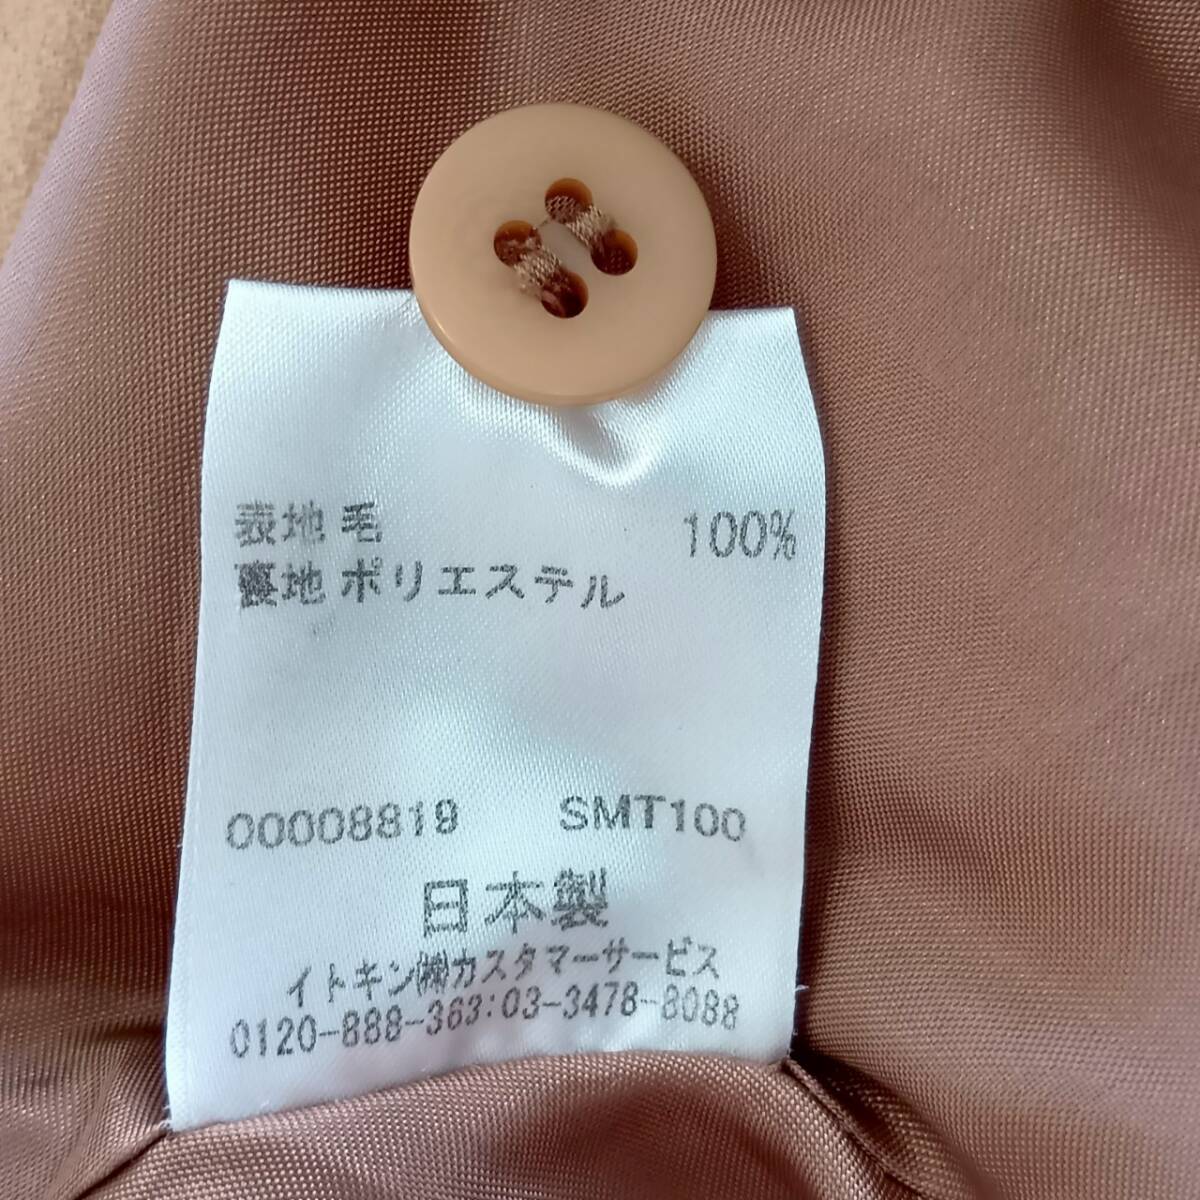 表地 毛 100%
裏地 ポリエステル
00008819 SMT100
日本製
イトキン㈱カスタマーサービス
0120-888-363:03-3478-8088